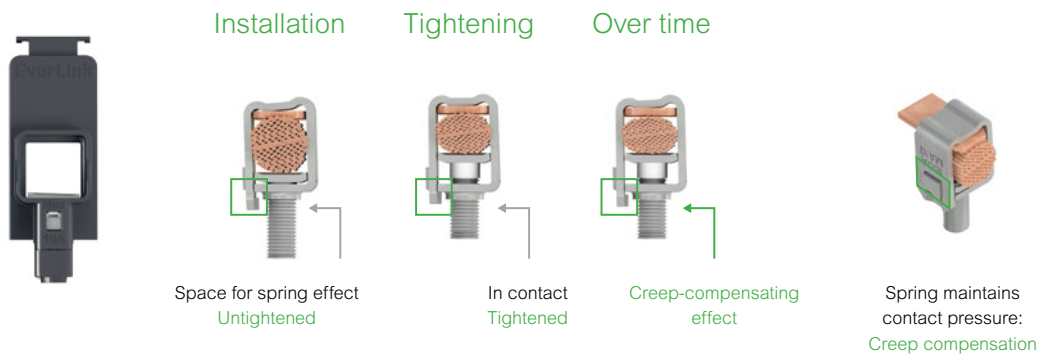 Installation
Tightening
Over time
EverLink
Space for spring effect
Untightened
In contact
Tightened
Creep-compensating
effect
Spring maintains
contact pressure:
Creep compensation